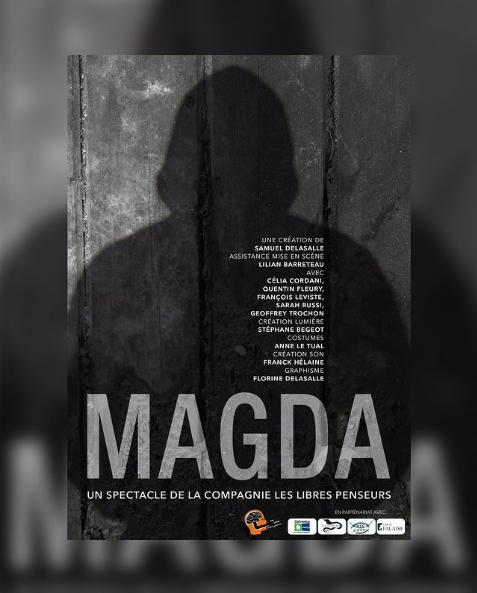 UNE CRÉATION DE
SAMUEL DELASALLE
ASSISTANCE MISE EN SCÈNE
LILIAN BARRETEAU
AVEC
CÉLIA CORDANI,
QUENTIN FLEURY,
FRANÇOIS LEVISTE,
SARAH RUSSI,
GEOFFREY TROCHON
CRÉATION LUMIÈRE
STÉPHANE BEGEOT
COSTUMES
ANNE LE TUAL
CRÉATION SON
FRANCK HÉLAINE
GRAPHISME
FLORINE DELASALLE
MAGDA
UN SPECTACLE DE LA COMPAGNIE LES LIBRES PENSEURS
EN PARTENARIAT AVEC
FALAISE